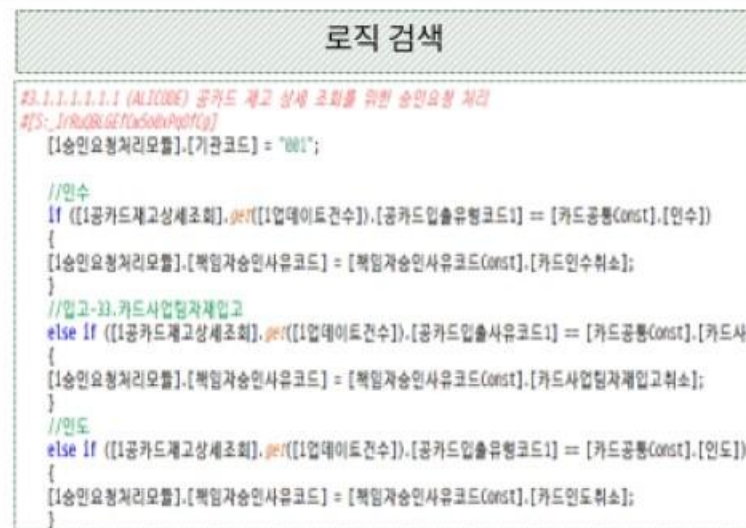 로직 검색
#3.1.1.1.1.1.1 (ALICODE) 공카드 재고 상세 조회를 위한 승인요청 처리
[1승인요청처리모듈].[기관코드] = "001";
//인수
if ([1공카드재고상세조회].get([1업데이트건수]).[공카드입출유형코드1] == [카드공통Const].[인수])
{
[1승인요청처리모듈].[책임자승인사유코드] = [책임자승인사유코드Const].[카드인수취소];
}
//입고-33.카드사업팀자재입고
else if ([1공카드재고상세조회].get([1업데이트건수]).[공카드입출사유코드1] == [카드공통Const].[카드사
{
[1승인요청처리모듈].[책임자승인사유코드] = [책임자승인사유코드Const].[카드사업팀자재입고취소];
}
//인도
else if ([1공카드재고상세조회].get([1업데이트건수]).[공카드입출유형코드1] == [카드공통Const].[인도])
{
[1승인요청처리모듈].[책임자승인사유코드] = [책임자승인사유코드Const].[카드인도취소];
}